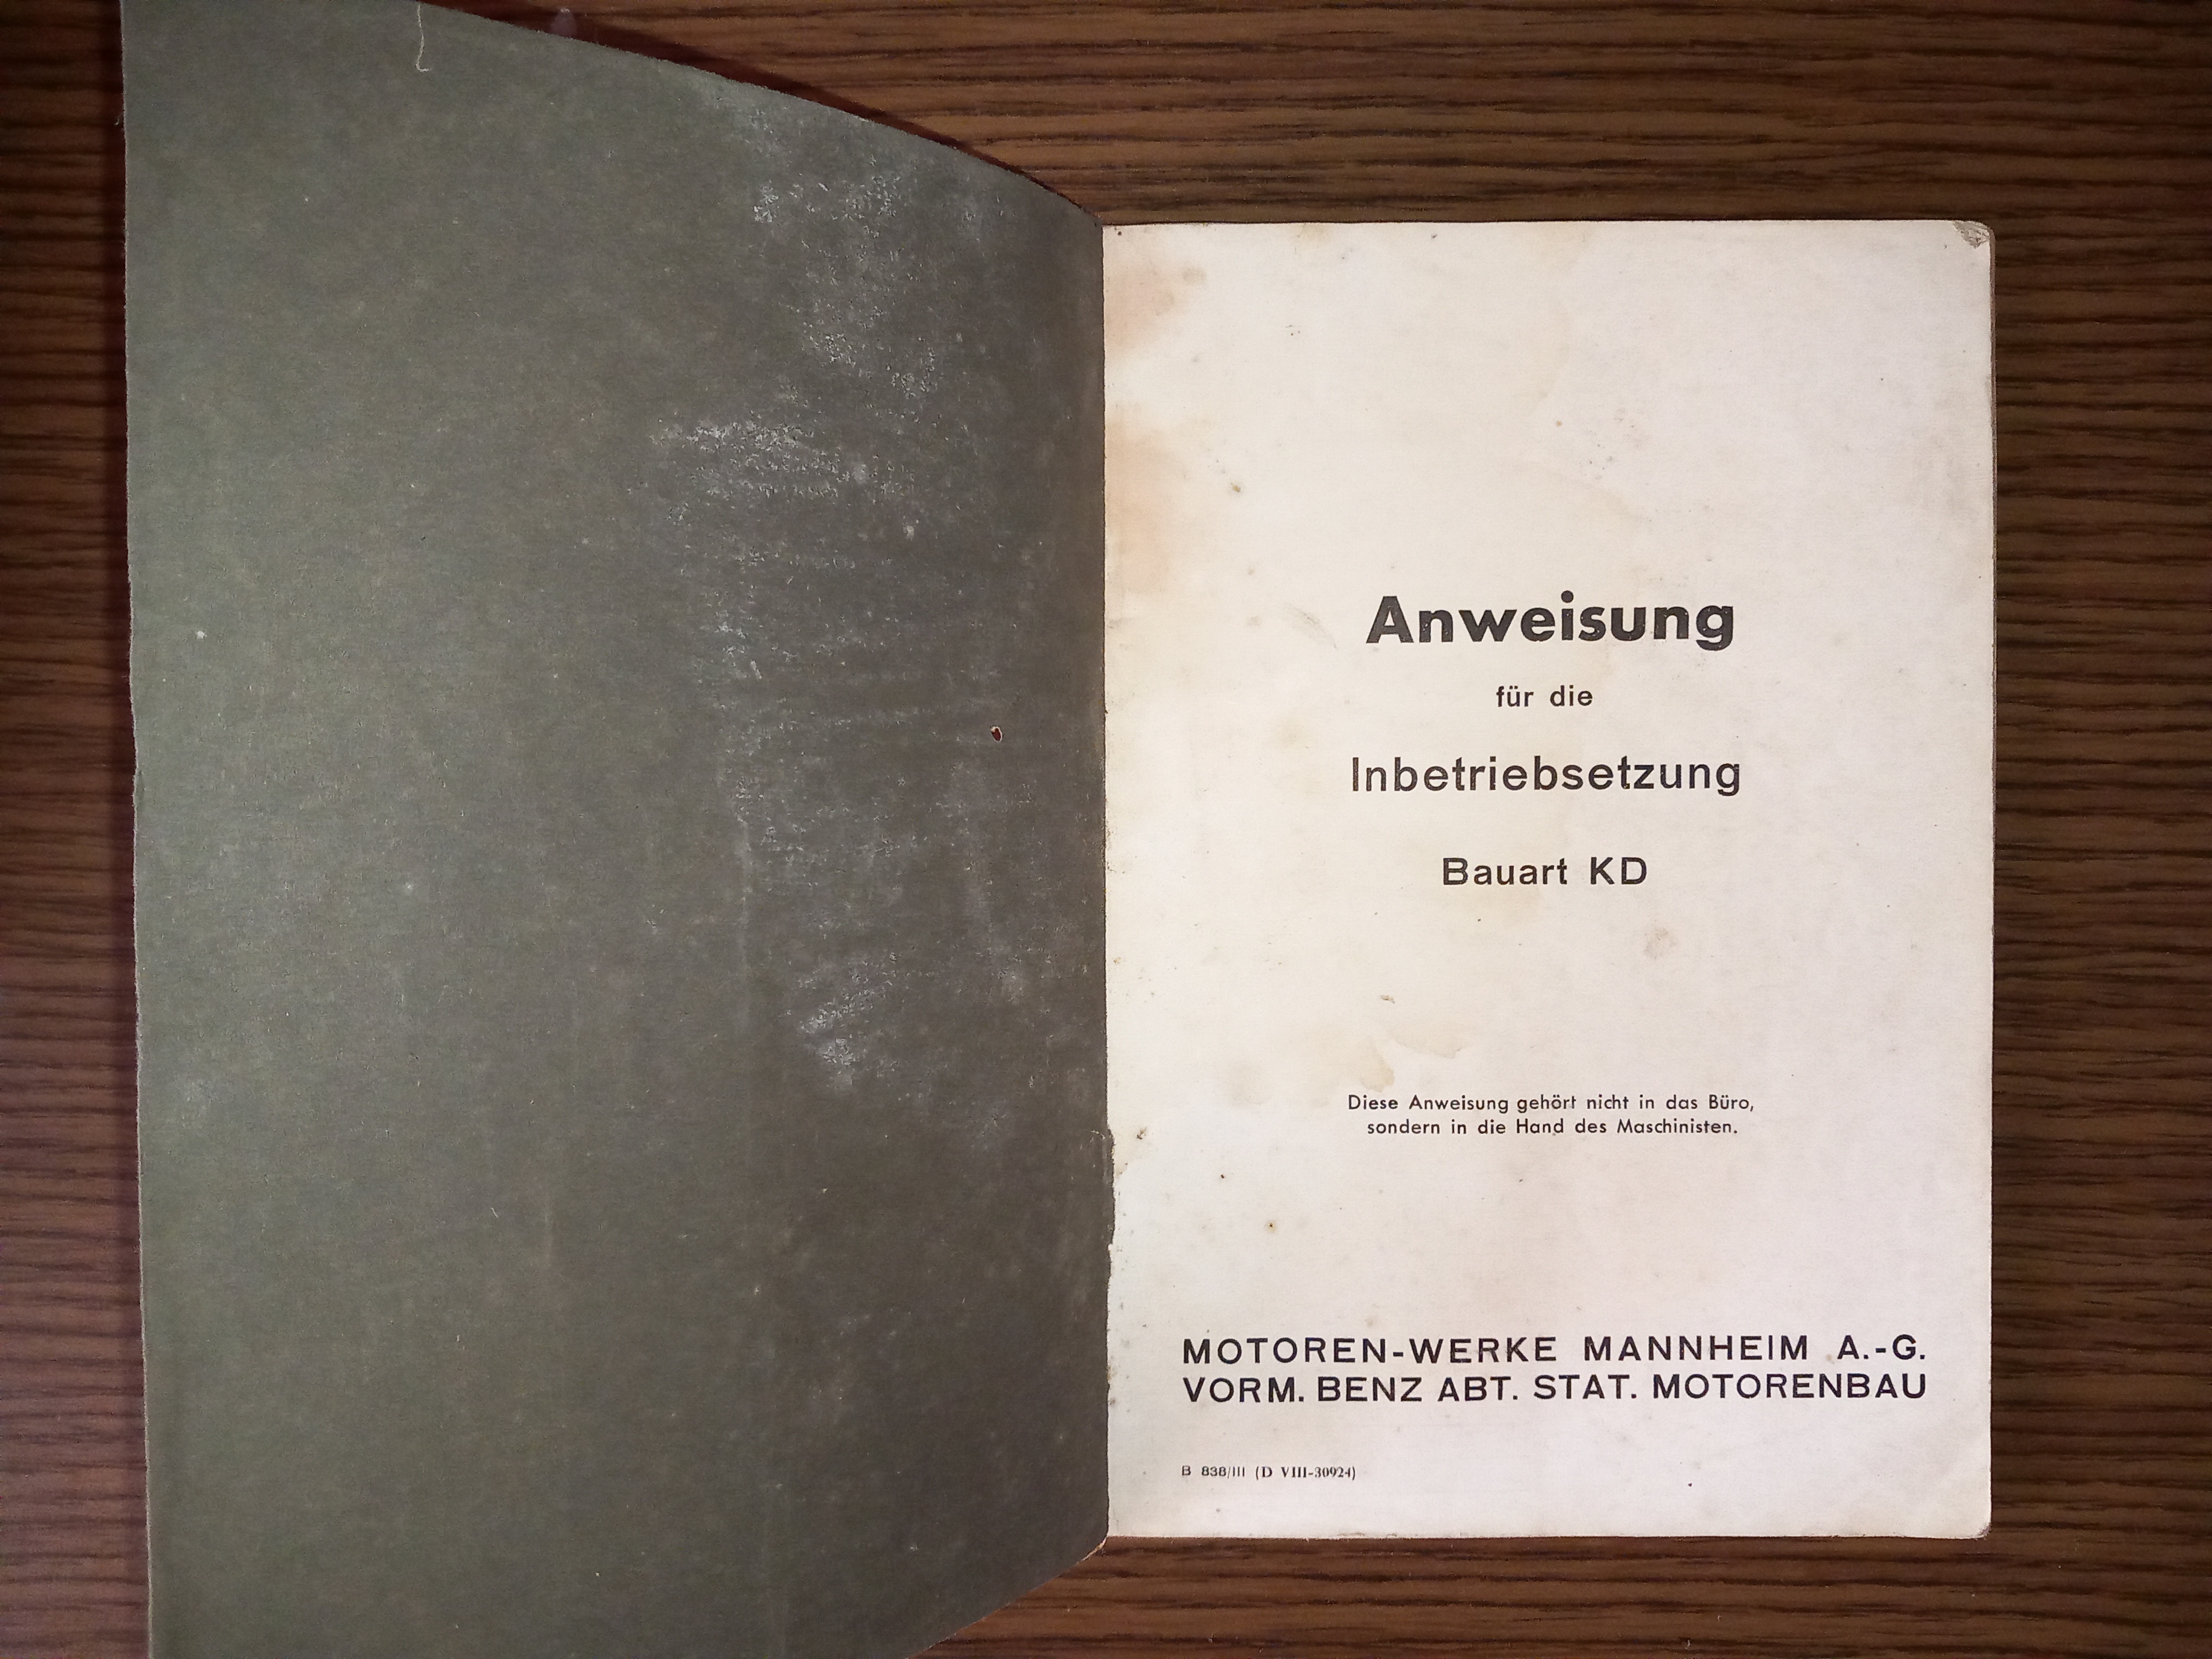 Anweisung
für die
Inbetriebsetzung
Bauart KD
Diese Anweisung gehört nicht in das Büro,
sondern in die Hand des Maschinisten.
MOTOREN-WERKE MANNHEIM A.-G.
VORM. BENZ ABT. STAT. MOTORENBAU
B 838/III (D VIII-30924)